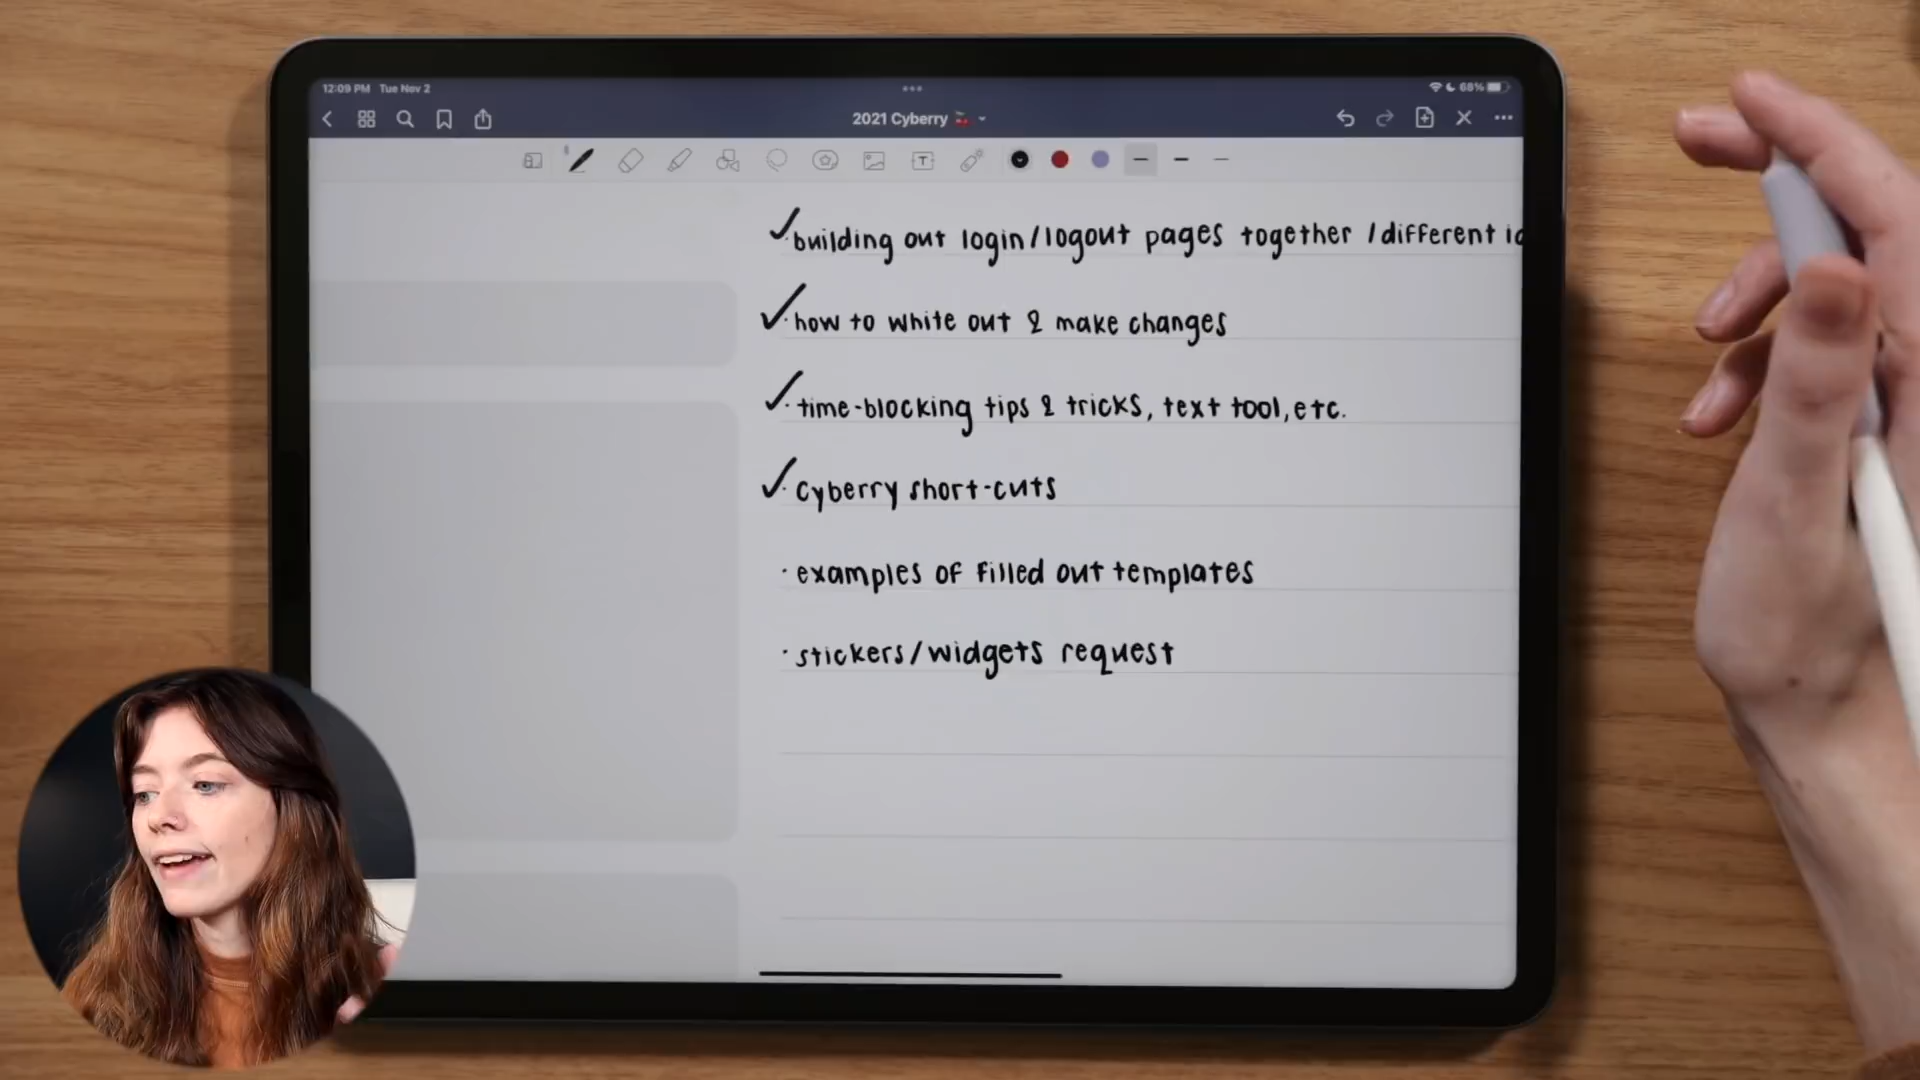 12:09 PM Tue Nov 2
68%
2021 Cyberry
T
building out login/logout pages together /different
how to white out & make changes
time-blocking tips & tricks, text tool, etc.
Cyberry short-cuts
· examples of filled out templates
· stickers/widgets request